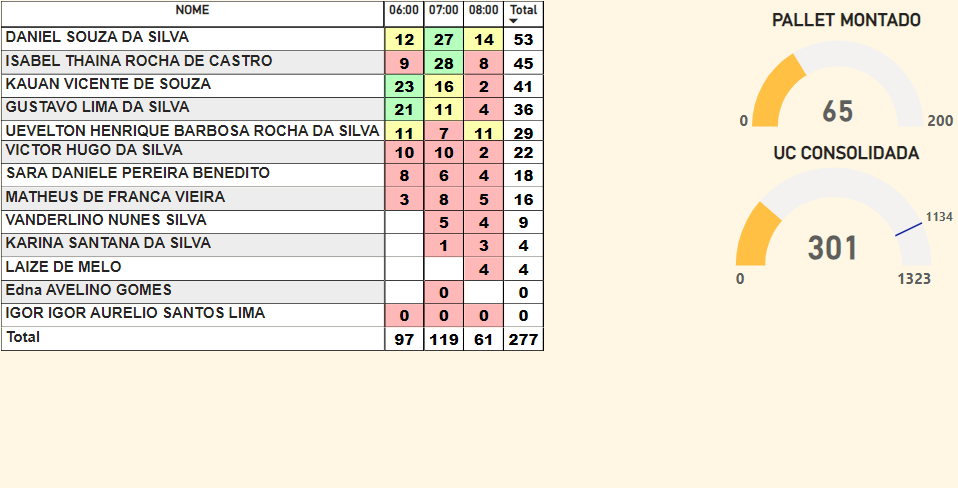 NOME 06:00 07:00 08:00 Total
DANIEL SOUZA DA SILVA 12 27 14 53
ISABEL THAINA ROCHA DE CASTRO 9 28 8 45
KAUAN VICENTE DE SOUZA 23 16 2 41
GUSTAVO LIMA DA SILVA 21 11 4 36
UEVELTON HENRIQUE BARBOSA ROCHA DA SILVA 11 7 11 29
VICTOR HUGO DA SILVA 10 10 2 22
SARA DANIELE PEREIRA BENEDITO 8 6 4 18
MATHEUS DE FRANCA VIEIRA 3 8 5 16
VANDERLINO NUNES SILVA 5 4 9
KARINA SANTANA DA SILVA 1 3 4
LAIZE DE MELO 4 4
Edna AVELINO GOMES 0 0
IGOR IGOR AURELIO SANTOS LIMA 0 0 0 0
Total 97 119 61 277
PALLET MONTADO
65
0 200
UC CONSOLIDADA
1134
301
0 1323